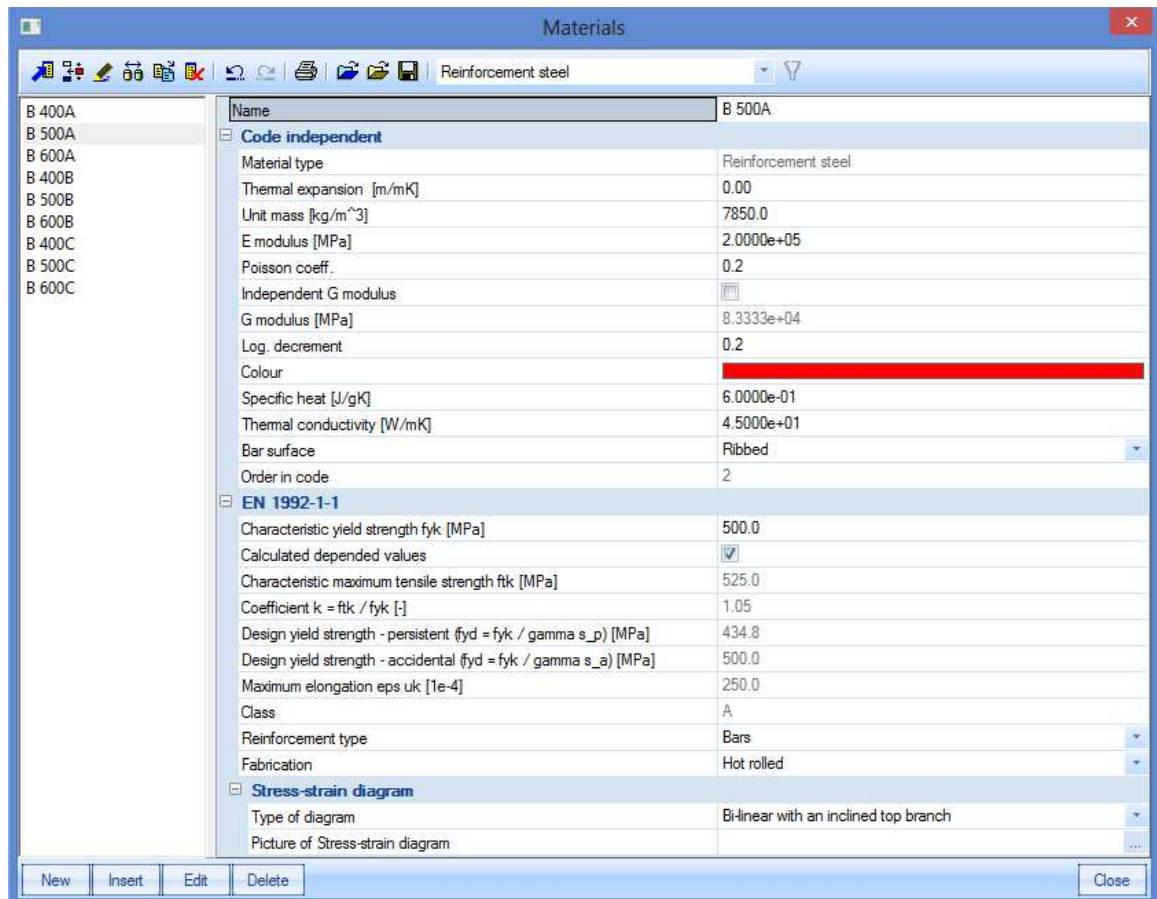 Materials
Reinforcement steel
B 400A
B 500A
B 600A
B 400B
B 500B
B 600B
B 400C
B 500C
B 600C
Name B 500A
Code independent
Material type Reinforcement steel
Thermal expansion [m/mK] 0.00
Unit mass [kg/m^3] 7850.0
E modulus [MPa] 2.0000e+05
Poisson coeff. 0.2
Independent G modulus
G modulus [MPa] 8.3333e+04
Log. decrement 0.2
Colour
Specific heat [J/gK] 6.0000e-01
Thermal conductivity [W/mK] 4.5000e+01
Bar surface Ribbed
Order in code 2
EN 1992-1-1
Characteristic yield strength fyk [MPa] 500.0
Calculated depended values
Characteristic maximum tensile strength ftk [MPa] 525.0
Coefficient k = ftk / fyk [-] 1.05
Design yield strength - persistent (fyd = fyk / gamma s_p) [MPa] 434.8
Design yield strength - accidental (fyd = fyk / gamma s_a) [MPa] 500.0
Maximum elongation eps uk [1e-4] 250.0
Class A
Reinforcement type Bars
Fabrication Hot rolled
Stress-strain diagram
Type of diagram Bi-linear with an inclined top branch
Picture of Stress-strain diagram ...
New Insert Edit Delete Close